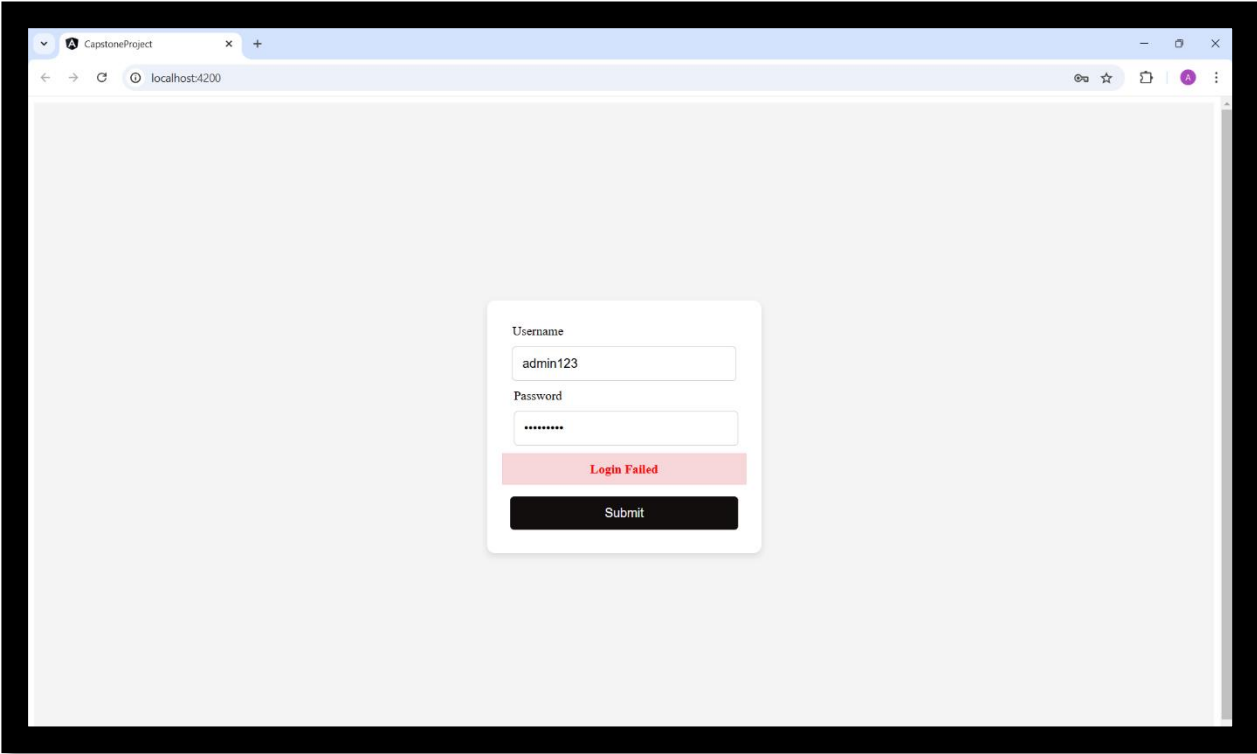 CapstoneProject
localhost:4200
A
Username
admin123
Password
•••••••••
Login Failed
Submit